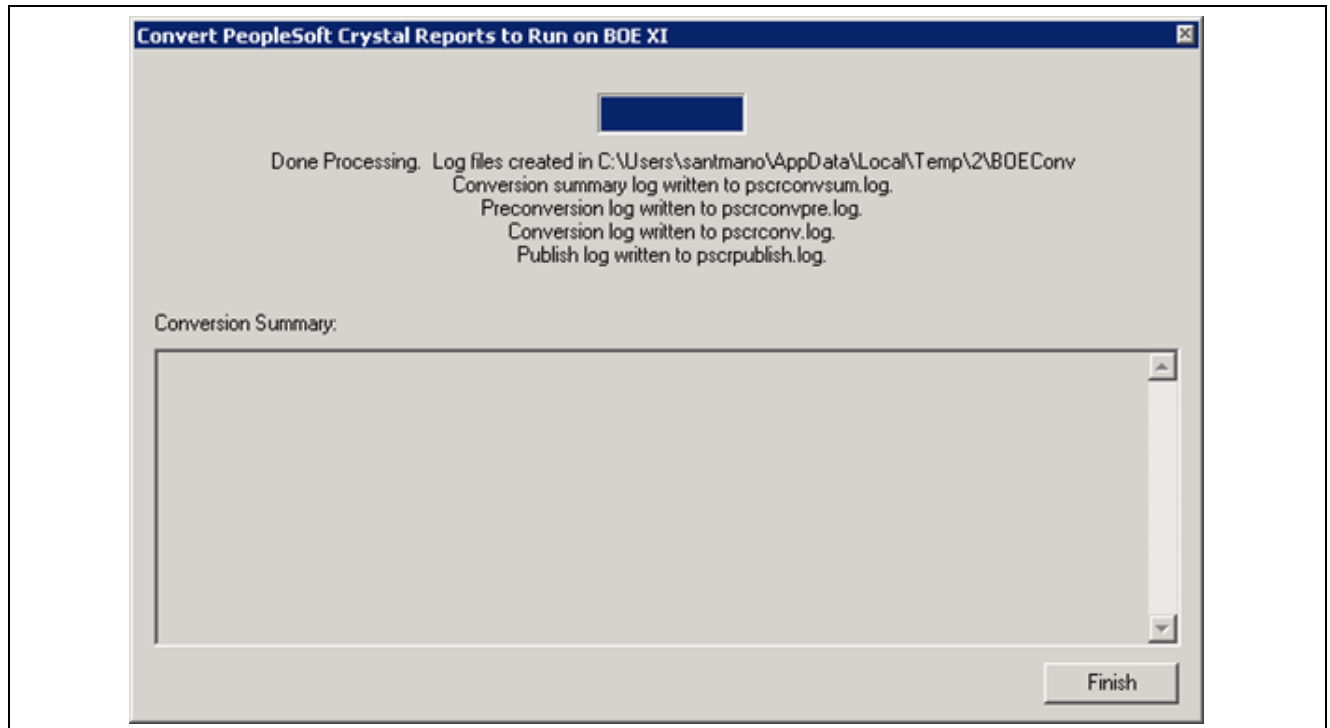 Convert PeopleSoft Crystal Reports to Run on BOE XI
Done Processing. Log files created in C:\Users\santmano\AppData\Local\Temp\2\BOEConv
Conversion summary log written to pscrconvsum.log.
Preconversion log written to pscrconvpre.log.
Conversion log written to pscrconv.log.
Publish log written to pscrpublish.log.
Conversion Summary:
Finish